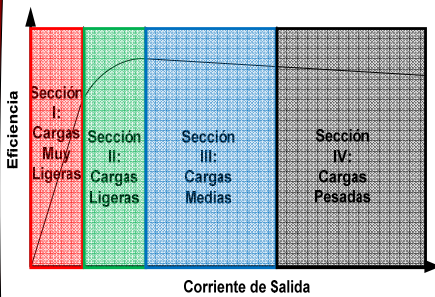 Eficiencia
Sección
I:
Cargas
Muy
Ligeras
Sección
II:
Cargas
Ligeras
Sección
III:
Cargas
Medias
Sección
IV:
Cargas
Pesadas
Corriente de Salida